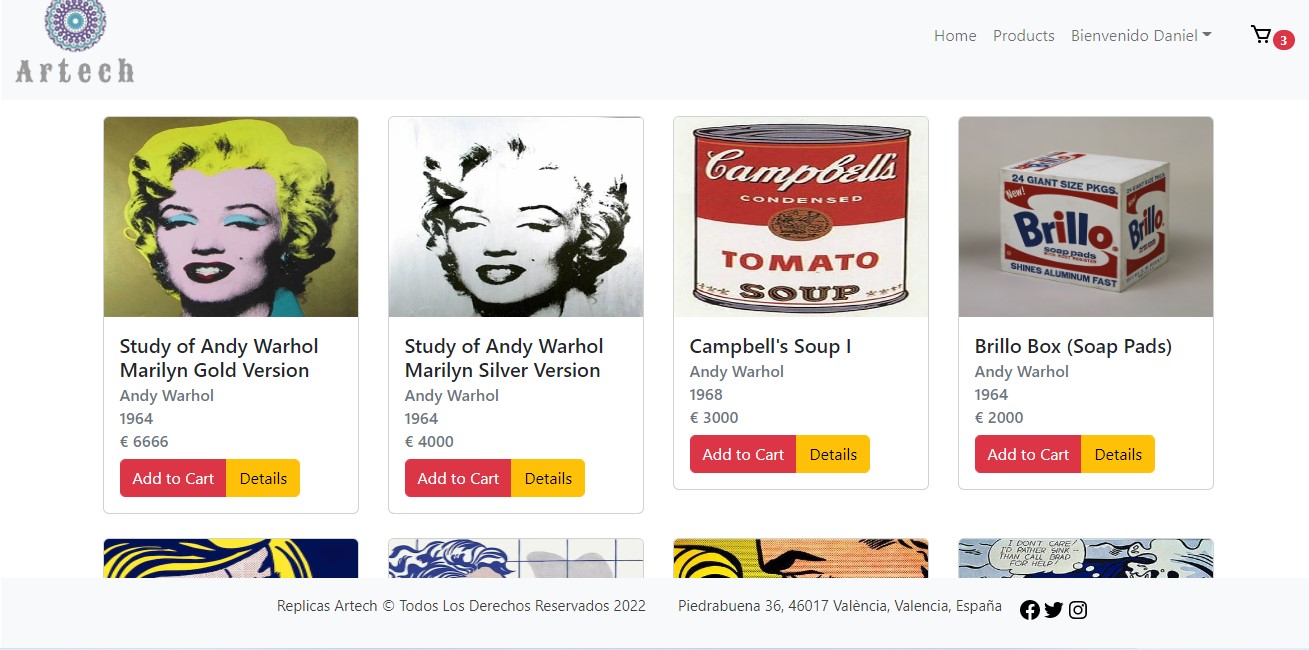 Artech
Home Products Bienvenido Daniel
3
Campbell's
CONDENSED
TOMATO
SOUP
24 GIANT SIZE PKGS.
24 GIANT SIZE PKGS.
New!
Brillo
Brillo
soap pads
SHINES ALUMINUM FAST
Study of Andy Warhol
Marilyn Gold Version
Andy Warhol
1964
€ 6666
Add to Cart Details
Study of Andy Warhol
Marilyn Silver Version
Andy Warhol
1964
€ 4000
Add to Cart Details
Campbell's Soup I
Andy Warhol
1968
€ 3000
Add to Cart Details
Brillo Box (Soap Pads)
Andy Warhol
1964
€ 2000
Add to Cart Details
I DON'T CARE!
I'D RATHER SINK --
THAN CALL BRAD
FOR HELP!
Replicas Artech © Todos Los Derechos Reservados 2022
Piedrabuena 36, 46017 València, Valencia, España